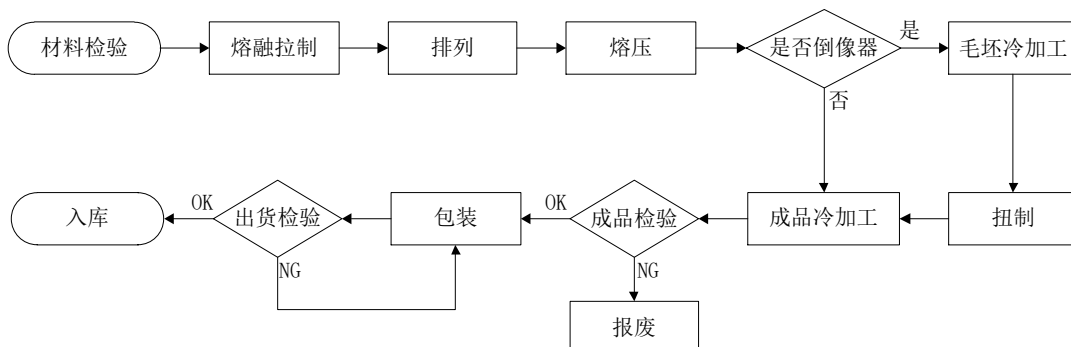 材料检验
熔融拉制
排列
熔压
是否倒像器
是
毛坯冷加工
否
入库
OK
出货检验
NG
包装
OK
成品检验
NG
成品冷加工
扭制
报废